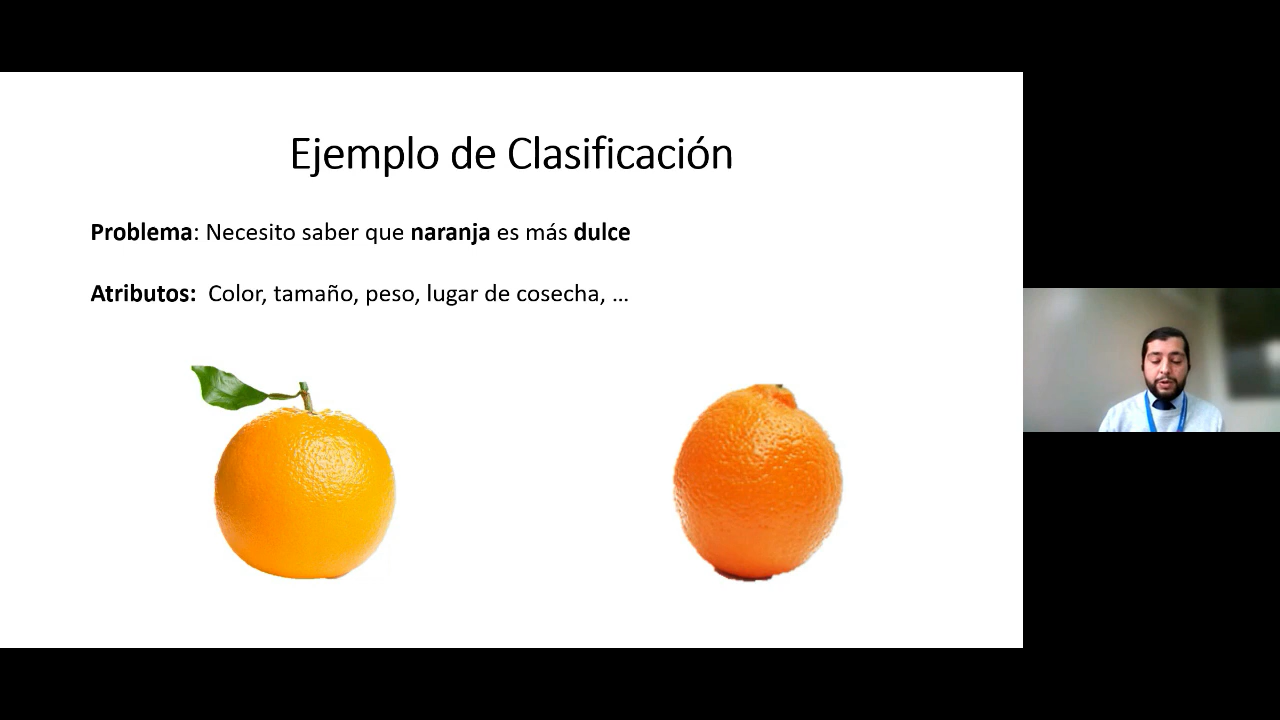 Ejemplo de Clasificación
Problema: Necesito saber que naranja es más dulce
Atributos: Color, tamaño, peso, lugar de cosecha, ...